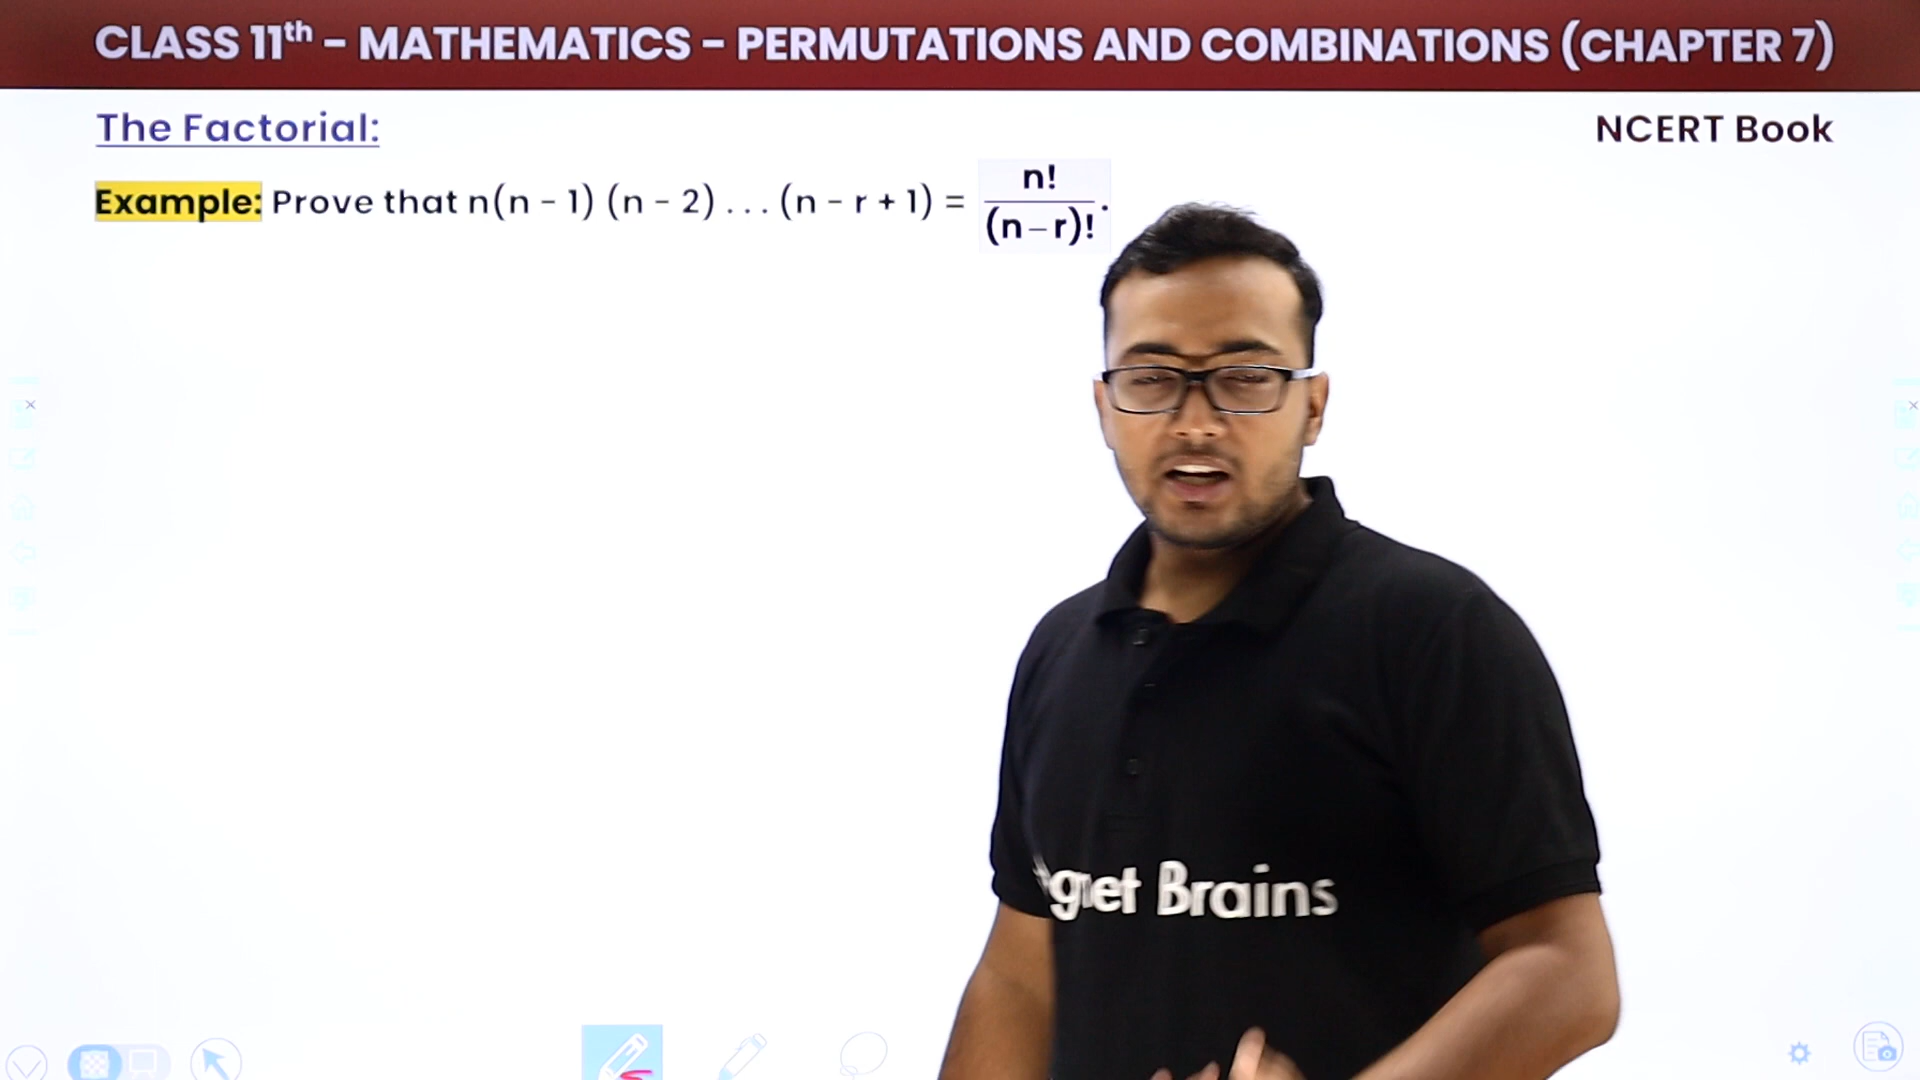 CLASS 11th – MATHEMATICS – PERMUTATIONS AND COMBINATIONS (CHAPTER 7)
The Factorial:
NCERT Book
Example: Prove that n(n – 1) (n – 2) . . . (n – r + 1) = n!/(n – r)!.
Brains